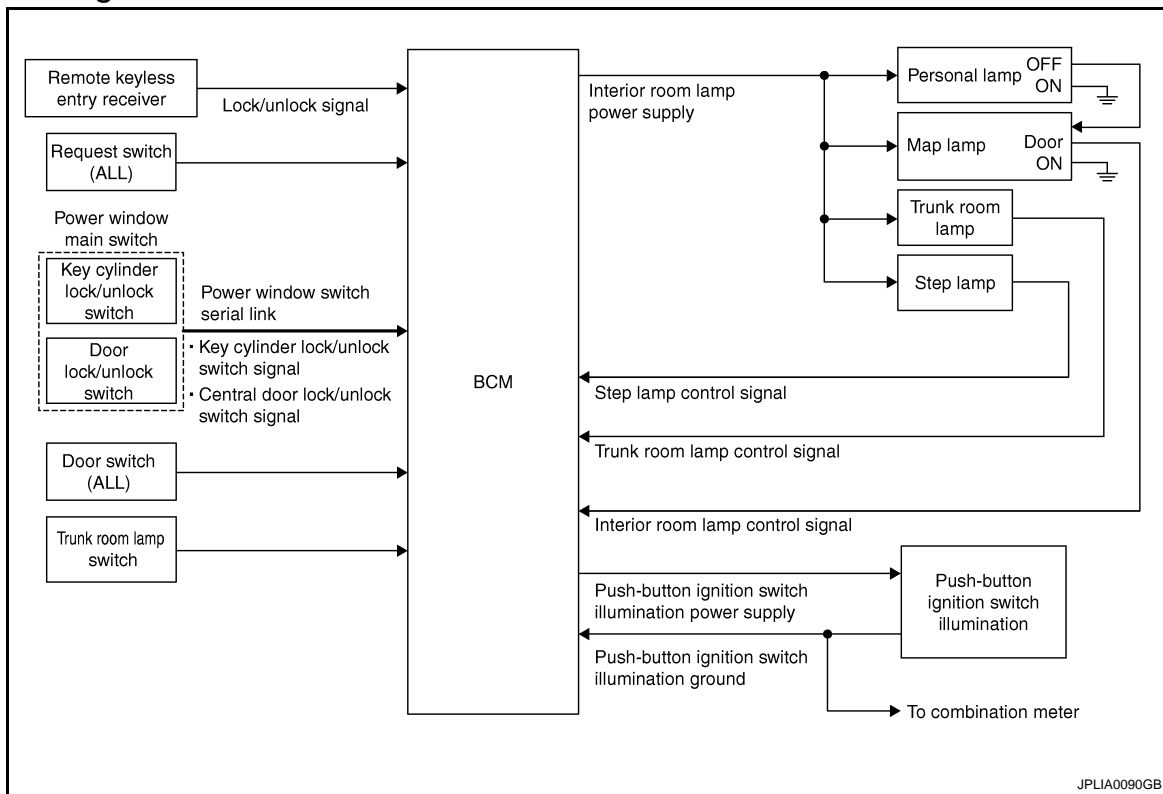 Remote keyless
entry receiver
Lock/unlock signal
Request switch
(ALL)
Power window
main switch
Key cylinder
lock/unlock
switch
Door
lock/unlock
switch
Power window switch
serial link
· Key cylinder lock/unlock
switch signal
· Central door lock/unlock
switch signal
Door switch
(ALL)
Trunk room lamp
switch
BCM
Interior room lamp
power supply
Personal lamp
OFF
ON
Map lamp
Door
ON
Trunk room
lamp
Step lamp
Step lamp control signal
Trunk room lamp control signal
Interior room lamp control signal
Push-button ignition switch
illumination power supply
Push-button ignition switch
illumination ground
Push-button
ignition switch
illumination
To combination meter
JPLIA0090GB